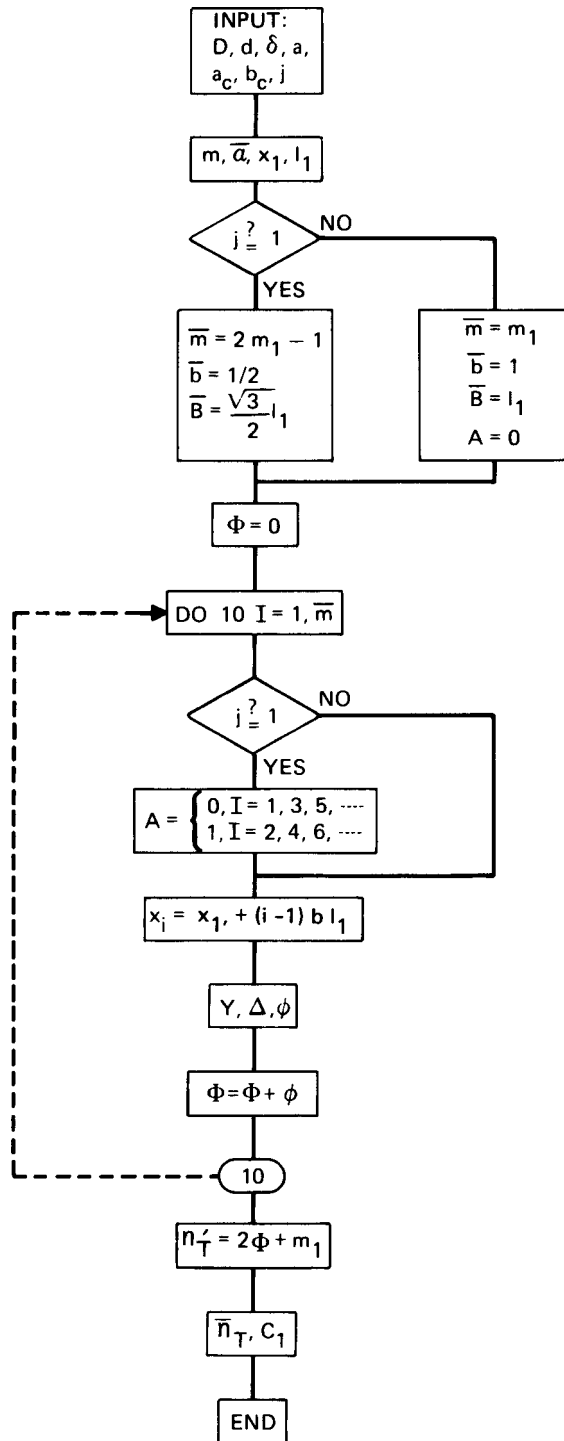 INPUT:
D, d, δ, a,
a_c, b_c, j
m, a̅, x_1, l_1
j ?= 1
NO
YES
m̅ = 2 m_1 − 1
b̅ = 1/2
B̅ = √3/2 l_1
m̅ = m_1
b̅ = 1
B̅ = l_1
A = 0
Φ = 0
DO 10 I = 1, m̅
j ?= 1
NO
YES
A = { 0, I = 1, 3, 5, ----
1, I = 2, 4, 6, ----
x_i = x_1, + (i -1) b l_1
Y, Δ, ϕ
Φ = Φ + ϕ
10
n_T′ = 2Φ + m_1
n̅_T, C_1
END